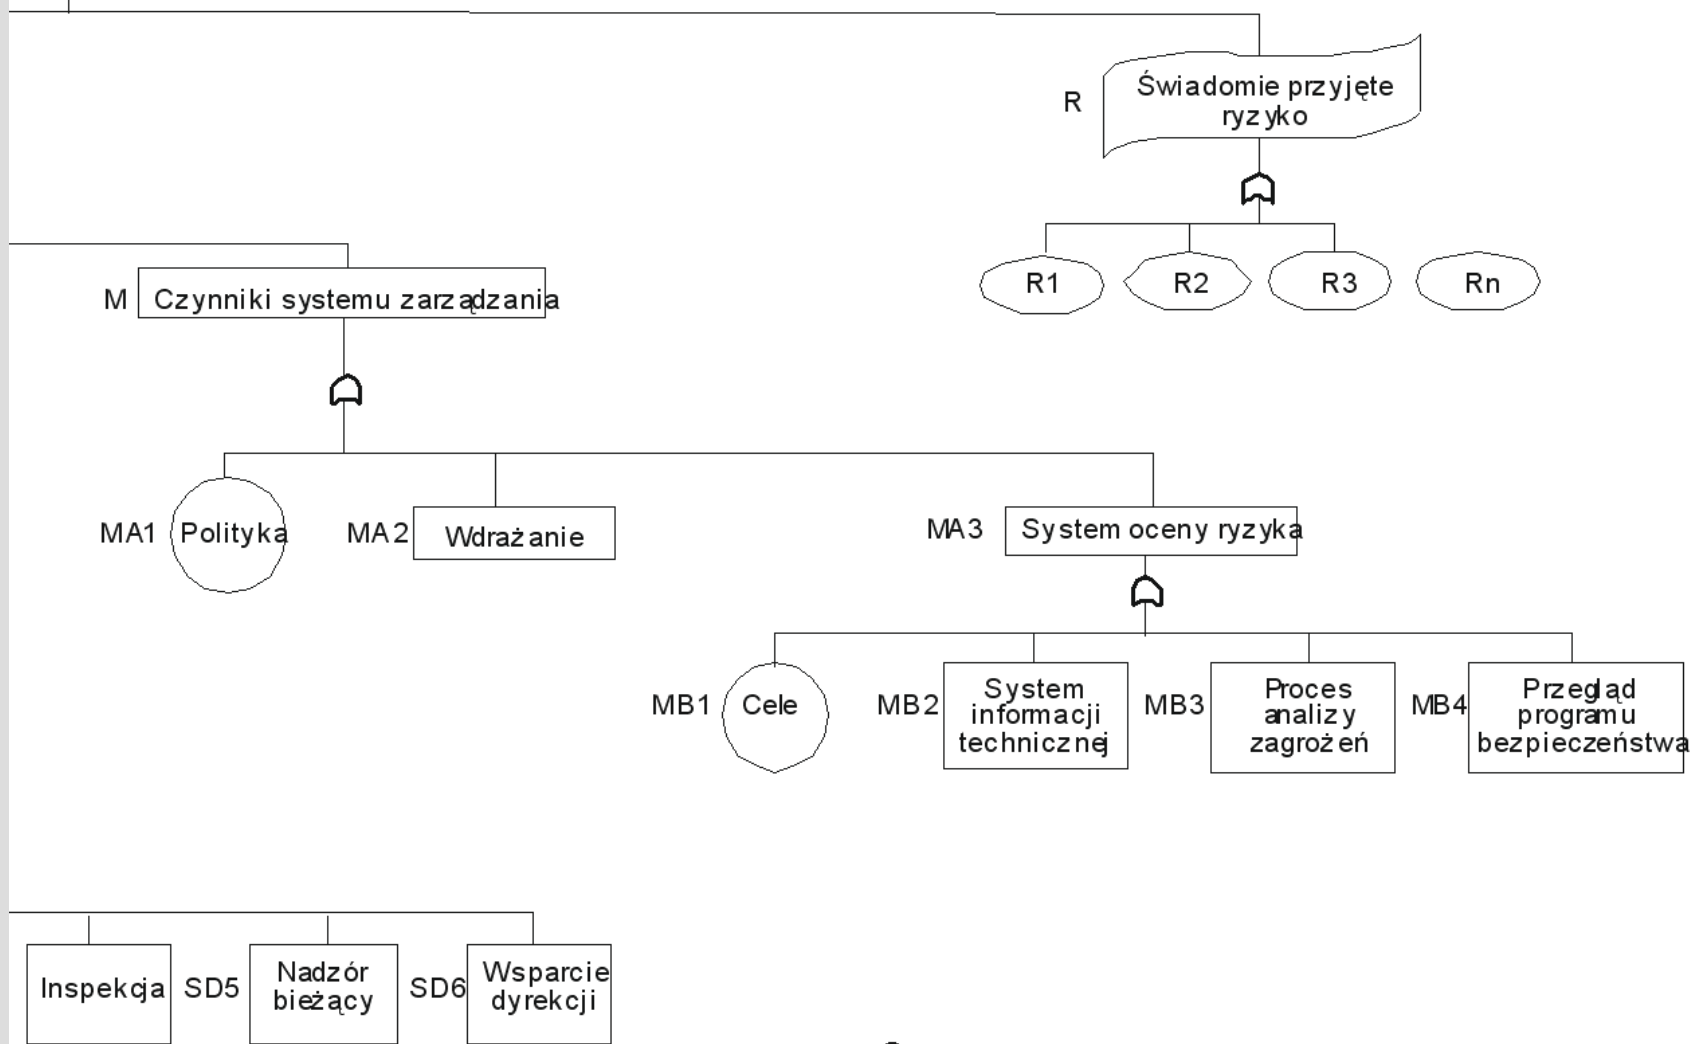 R
Świadomie przyjęte
ryzyko
R1
R2
R3
Rn
M
Czynniki systemu zarządzania
MA1
Polityka
MA2
Wdrażanie
MA3
System oceny ryzyka
MB1
Cele
MB2
System
informacji
technicznej
MB3
Proces
analizy
zagrożeń
MB4
Przegląd
programu
bezpieczeństwa
Inspekcja
SD5
Nadzór
bieżący
SD6
Wsparcie
dyrekcji